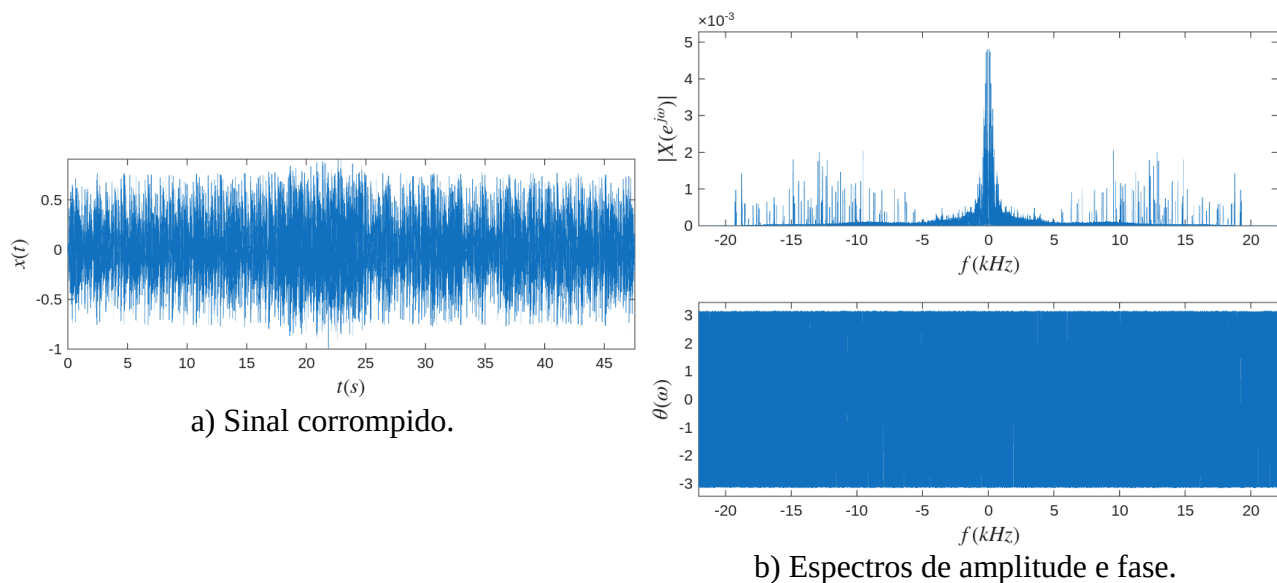 0.5
0
-0.5
-1
x(t)
0 5 10 15 20 25 30 35 40 45
t(s)
a) Sinal corrompido.
×10⁻³
5
4
3
2
1
0
|X(e^{jω})|
-20 -15 -10 -5 0 5 10 15 20
f(kHz)
3
2
1
0
-1
-2
-3
θ(ω)
-20 -15 -10 -5 0 5 10 15 20
f(kHz)
b) Espectros de amplitude e fase.